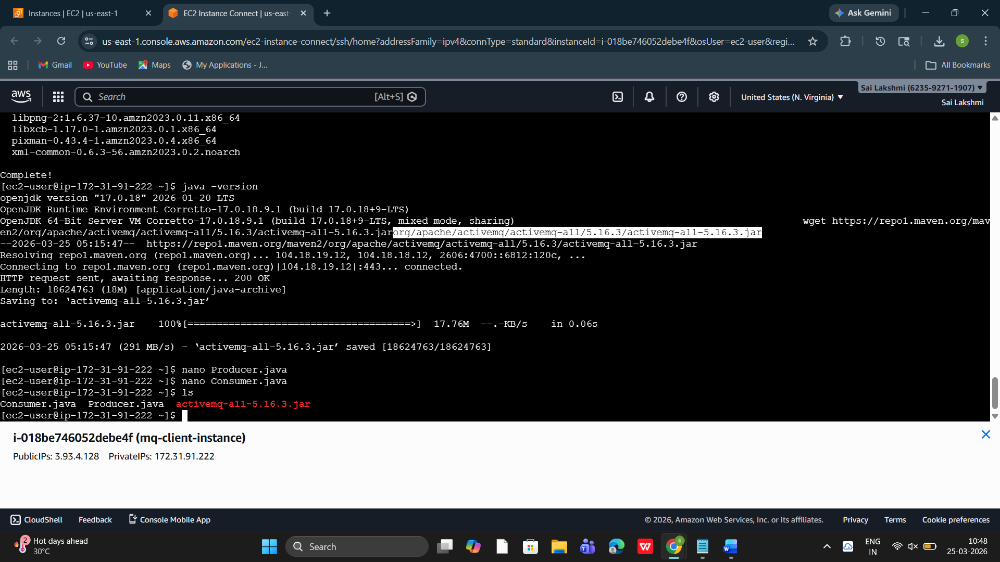 Instances | EC2 | us-east-1
EC2 Instance Connect | us-east-
Ask Gemini
us-east-1.console.aws.amazon.com/ec2-instance-connect/ssh/home?addressFamily=ipv4&connType=standard&instanceId=i-018be746052debe4f&osUser=ec2-user&regi...
S
Gmail
YouTube
Maps
My Applications - J...
All Bookmarks
aws
Search
[Alt+S]
United States (N. Virginia)
Sai Lakshmi (6235-9271-1907)
Sai Lakshmi
libpng-2:1.6.37-10.amzn2023.0.11.x86_64
libxcb-1.17.0-1.amzn2023.0.1.x86_64
pixman-0.43.4-1.amzn2023.0.4.x86_64
xml-common-0.6.3-56.amzn2023.0.2.noarch
Complete!
[ec2-user@ip-172-31-91-222 ~]$ java -version
openjdk version "17.0.18" 2026-01-20 LTS
OpenJDK Runtime Environment Corretto-17.0.18.9.1 (build 17.0.18+9-LTS)
OpenJDK 64-Bit Server VM Corretto-17.0.18.9.1 (build 17.0.18+9-LTS, mixed mode, sharing) wget https://repo1.maven.org/mav
en2/org/apache/activemq/activemq-all/5.16.3/activemq-all-5.16.3.jarorg/apache/activemq/activemq-all/5.16.3/activemq-all-5.16.3.jar
--2026-03-25 05:15:47-- https://repo1.maven.org/maven2/org/apache/activemq/activemq-all/5.16.3/activemq-all-5.16.3.jar
Resolving repo1.maven.org (repo1.maven.org)... 104.18.19.12, 104.18.18.12, 2606:4700::6812:120c, ...
Connecting to repo1.maven.org (repo1.maven.org)|104.18.19.12|:443... connected.
HTTP request sent, awaiting response... 200 OK
Length: 18624763 (18M) [application/java-archive]
Saving to: ‘activemq-all-5.16.3.jar’
activemq-all-5.16.3.jar 100%[======================================>] 17.76M --.-KB/s in 0.06s
2026-03-25 05:15:47 (291 MB/s) - ‘activemq-all-5.16.3.jar’ saved [18624763/18624763]
[ec2-user@ip-172-31-91-222 ~]$ nano Producer.java
[ec2-user@ip-172-31-91-222 ~]$ nano Consumer.java
[ec2-user@ip-172-31-91-222 ~]$ ls
Consumer.java Producer.java activemq-all-5.16.3.jar
[ec2-user@ip-172-31-91-222 ~]$
i-018be746052debe4f (mq-client-instance)
PublicIPs: 3.93.4.128 PrivateIPs: 172.31.91.222
CloudShell
Feedback
Console Mobile App
© 2026, Amazon Web Services, Inc. or its affiliates.
Privacy
Terms
Cookie preferences
2
Hot days ahead
30°C
Search
ENG
IN
10:48
25-03-2026